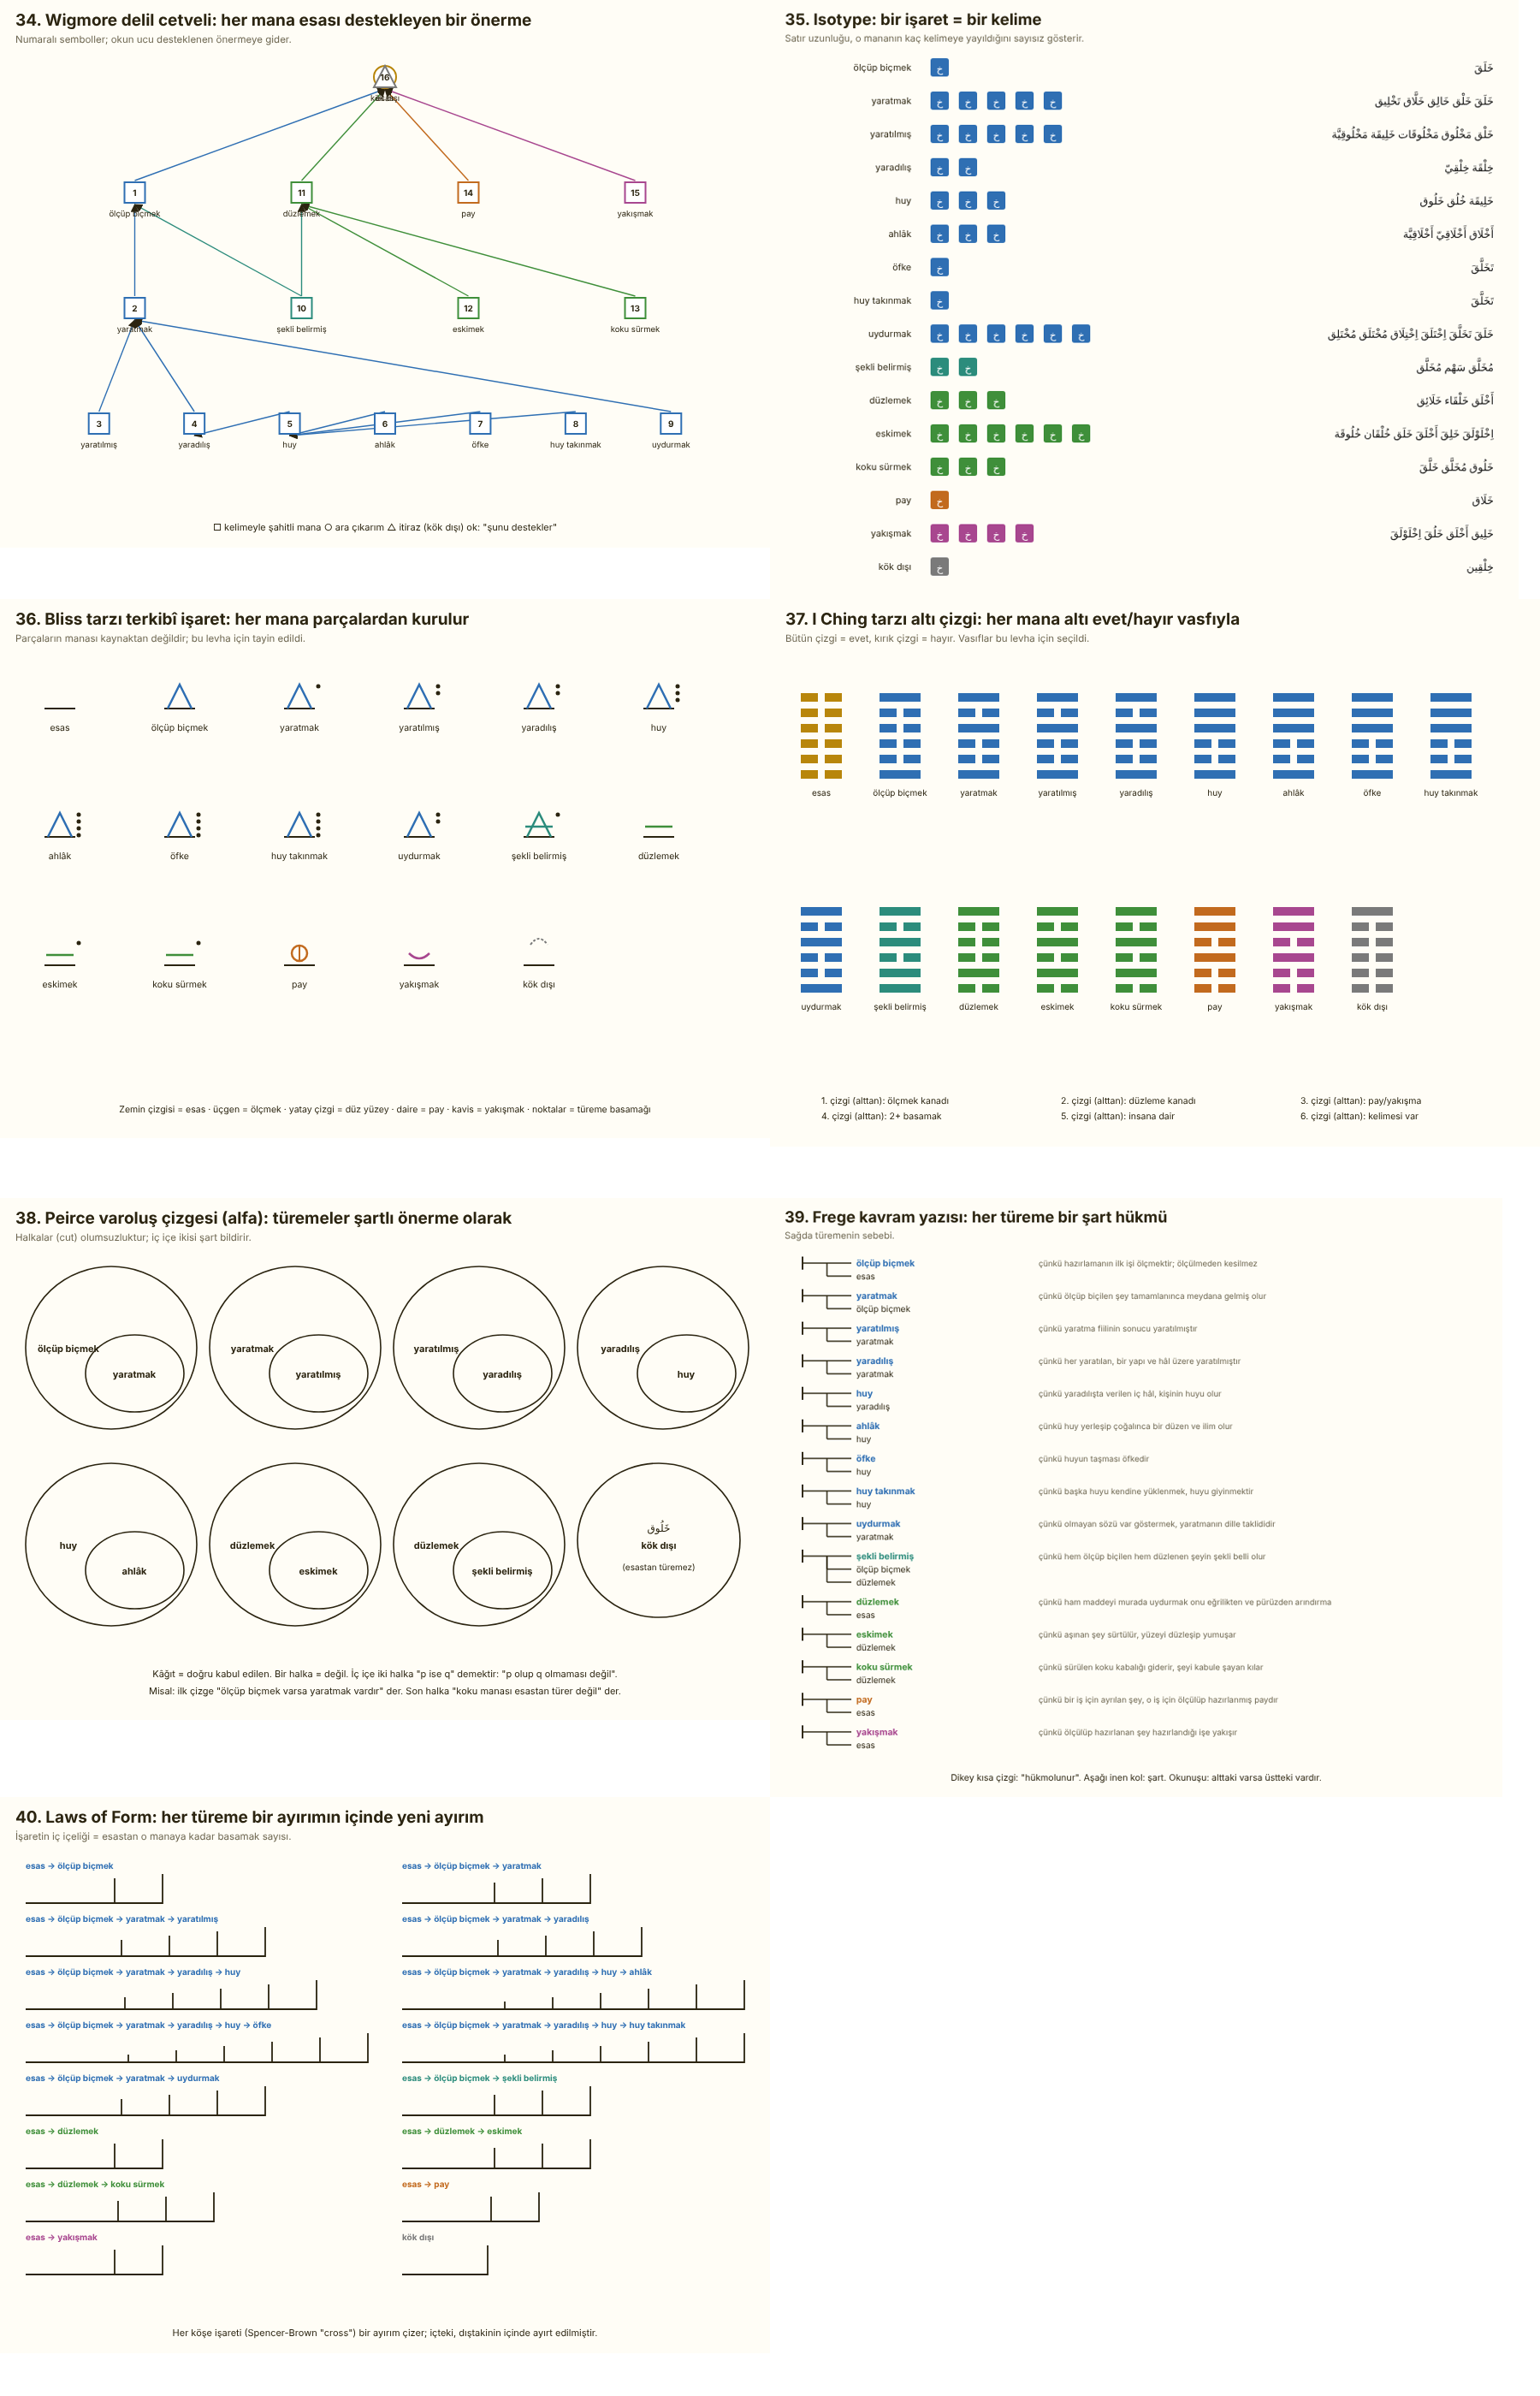 34. Wigmore delil cetveli: her mana esası destekleyen bir önerme
Numaralı semboller; okun ucu desteklenen önermeye gider.
16
1
ölçüp biçmek
11
düzlemek
14
pay
15
yakışmak
2
yaratmak
10
şekli belirmiş
12
eskimek
13
koku sürmek
3
yaratılmış
4
yaradılış
5
huy
6
ahlâk
7
öfke
8
huy takınmak
9
uydurmak
□ kelimeyle şahitli mana ○ ara çıkarım △ itiraz (kök dışı) ok: "şunu destekler"
35. Isotype: bir işaret = bir kelime
Satır uzunluğu, o mananın kaç kelimeye yayıldığını sayısız gösterir.
ölçüp biçmek خ خَلَقَ
yaratmak خ خ خ خ خ خَلَقَ خَلْق خَالِق خَلَّاق تَخْلِيق
yaratılmış خ خ خ خ خ خَلْق مَخْلُوق مَخْلُوقَات خَلِيقَة مَخْلُوقِيَّة
yaradılış خ خ خِلْقَة خِلْقِيّ
huy خ خ خ خَلِيقَة خُلُق خَلُوق
ahlâk خ خ خ أَخْلَاق أَخْلَاقِيّ أَخْلَاقِيَّة
öfke خ تَخَلَّقَ
huy takınmak خ تَخَلَّقَ
uydurmak خ خ خ خ خ خ خَلَقَ تَخَلَّقَ اِخْتَلَقَ اِخْتِلَاق مُخْتَلَق مُخْتَلِق
şekli belirmiş خ خ مُخَلَّق سَهْم مُخَلَّق
düzlemek خ خ خ أَخْلَق خَلْقَاء خَلَائِق
eskimek خ خ خ خ خ خ اِخْلَوْلَقَ خَلِقَ أَخْلَقَ خَلَق خُلْقَان خُلُوقَة
koku sürmek خ خ خ خَلُوق مُخَلَّق خَلَّقَ
pay خ خَلَاق
yakışmak خ خ خ خ خَلِيق أَخْلَق خَلُقَ اِخْلَوْلَقَ
kök dışı خ خِلْقِين
36. Bliss tarzı terkibî işaret: her mana parçalardan kurulur
Parçaların manası kaynaktan değildir; bu levha için tayin edildi.
esas
ölçüp biçmek
yaratmak
yaratılmış
yaradılış
huy
ahlâk
öfke
huy takınmak
uydurmak
şekli belirmiş
düzlemek
eskimek
koku sürmek
pay
yakışmak
kök dışı
Zemin çizgisi = esas · üçgen = ölçmek · yatay çizgi = düz yüzey · daire = pay · kavis = yakışmak · noktalar = türeme basamağı
37. I Ching tarzı altı çizgi: her mana altı evet/hayır vasfıyla
Bütün çizgi = evet, kırık çizgi = hayır. Vasıflar bu levha için seçildi.
esas
ölçüp biçmek
yaratmak
yaratılmış
yaradılış
huy
ahlâk
öfke
huy takınmak
uydurmak
şekli belirmiş
düzlemek
eskimek
koku sürmek
pay
yakışmak
kök dışı
1. çizgi (alttan): ölçmek kanadı
2. çizgi (alttan): düzleme kanadı
3. çizgi (alttan): pay/yakışma
4. çizgi (alttan): 2+ basamak
5. çizgi (alttan): insana dair
6. çizgi (alttan): kelimesi var
38. Peirce varoluş çizgesi (alfa): türemeler şartlı önerme olarak
Halkalar (cut) olumsuzluktur; iç içe ikisi şart bildirir.
ölçüp biçmek
yaratmak
yaratmak
yaratılmış
yaratılmış
yaradılış
yaradılış
huy
huy
ahlâk
düzlemek
eskimek
düzlemek
şekli belirmiş
خَلُوق
kök dışı
(esastan türemez)
Kâğıt = doğru kabul edilen. Bir halka = değil. İç içe iki halka "p ise q" demektir: "p olup q olmaması değil".
Misal: ilk çizge "ölçüp biçmek varsa yaratmak vardır" der. Son halka "koku manası esastan türer değil" der.
39. Frege kavram yazısı: her türeme bir şart hükmü
Sağda türemenin sebebi.
ölçüp biçmek çünkü hazırlamanın ilk işi ölçmektir; ölçülmeden kesilmez
esas
yaratmak çünkü ölçüp biçilen şey tamamlanınca meydana gelmiş olur
ölçüp biçmek
yaratılmış çünkü yaratma fiilinin sonucu yaratılmıştır
yaratmak
yaradılış çünkü her yaratılan, bir yapı ve hâl üzere yaratılmıştır
yaratmak
huy çünkü yaradılışta verilen iç hâl, kişinin huyu olur
yaradılış
ahlâk çünkü huy yerleşip çoğalınca bir düzen ve ilim olur
huy
öfke çünkü huyun taşması öfkedir
huy
huy takınmak çünkü başka huyu kendine yüklenmek, huyu giyinmektir
huy
uydurmak çünkü olmayan sözü var göstermek, yaratmanın dille taklididir
yaratmak
şekli belirmiş çünkü hem ölçüp biçilen hem düzlenen şeyin şekli belli olur
ölçüp biçmek
düzlemek
düzlemek çünkü ham maddeyi murada uydurmak onu eğrilikten ve pürüzden arındırma
esas
eskimek çünkü aşınan şey sürtülür, yüzeyi düzleşip yumuşar
düzlemek
koku sürmek çünkü sürülen koku kabalığı giderir, şeyi kabule şayan kılar
düzlemek
pay çünkü bir iş için ayrılan şey, o iş için ölçülüp hazırlanmış paydır
esas
yakışmak çünkü ölçülüp hazırlanan şey hazırlandığı işe yakışır
esas
Dikey kısa çizgi: "hükmolunur". Aşağı inen kol: şart. Okunuşu: alttaki varsa üstteki vardır.
40. Laws of Form: her türeme bir ayırımın içinde yeni ayırım
İşaretin iç içeliği = esastan o manaya kadar basamak sayısı.
esas → ölçüp biçmek
esas → ölçüp biçmek → yaratmak
esas → ölçüp biçmek → yaratmak → yaratılmış
esas → ölçüp biçmek → yaratmak → yaradılış
esas → ölçüp biçmek → yaratmak → yaradılış → huy
esas → ölçüp biçmek → yaratmak → yaradılış → huy → ahlâk
esas → ölçüp biçmek → yaratmak → yaradılış → huy → öfke
esas → ölçüp biçmek → yaratmak → yaradılış → huy → huy takınmak
esas → ölçüp biçmek → yaratmak → uydurmak
esas → ölçüp biçmek → şekli belirmiş
esas → düzlemek
esas → düzlemek → eskimek
esas → düzlemek → koku sürmek
esas → pay
esas → yakışmak
kök dışı
Her köşe işareti (Spencer-Brown "cross") bir ayırım çizer; içteki, dıştakinin içinde ayırt edilmiştir.